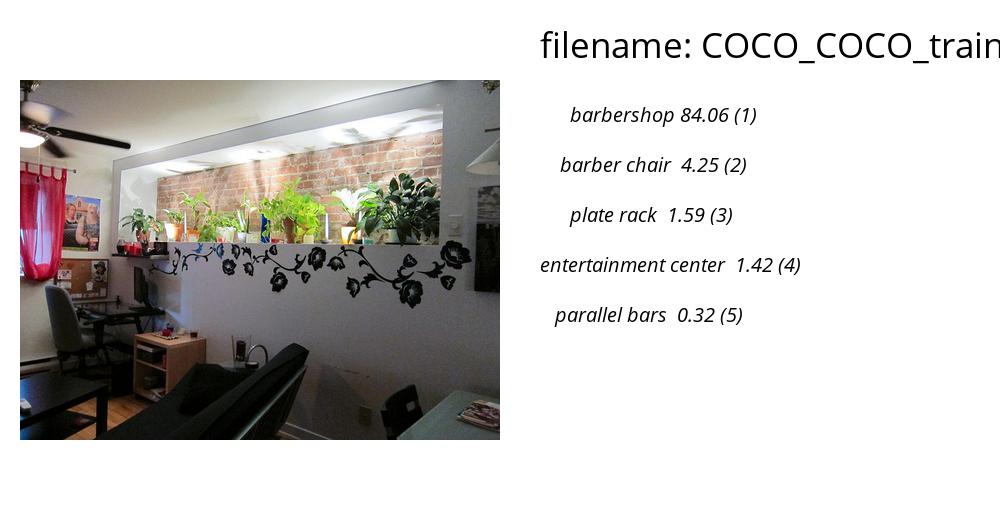 filename: COCO_COCO_train
barbershop 84.06 (1)
barber chair 4.25 (2)
plate rack 1.59 (3)
entertainment center 1.42 (4)
parallel bars 0.32 (5)